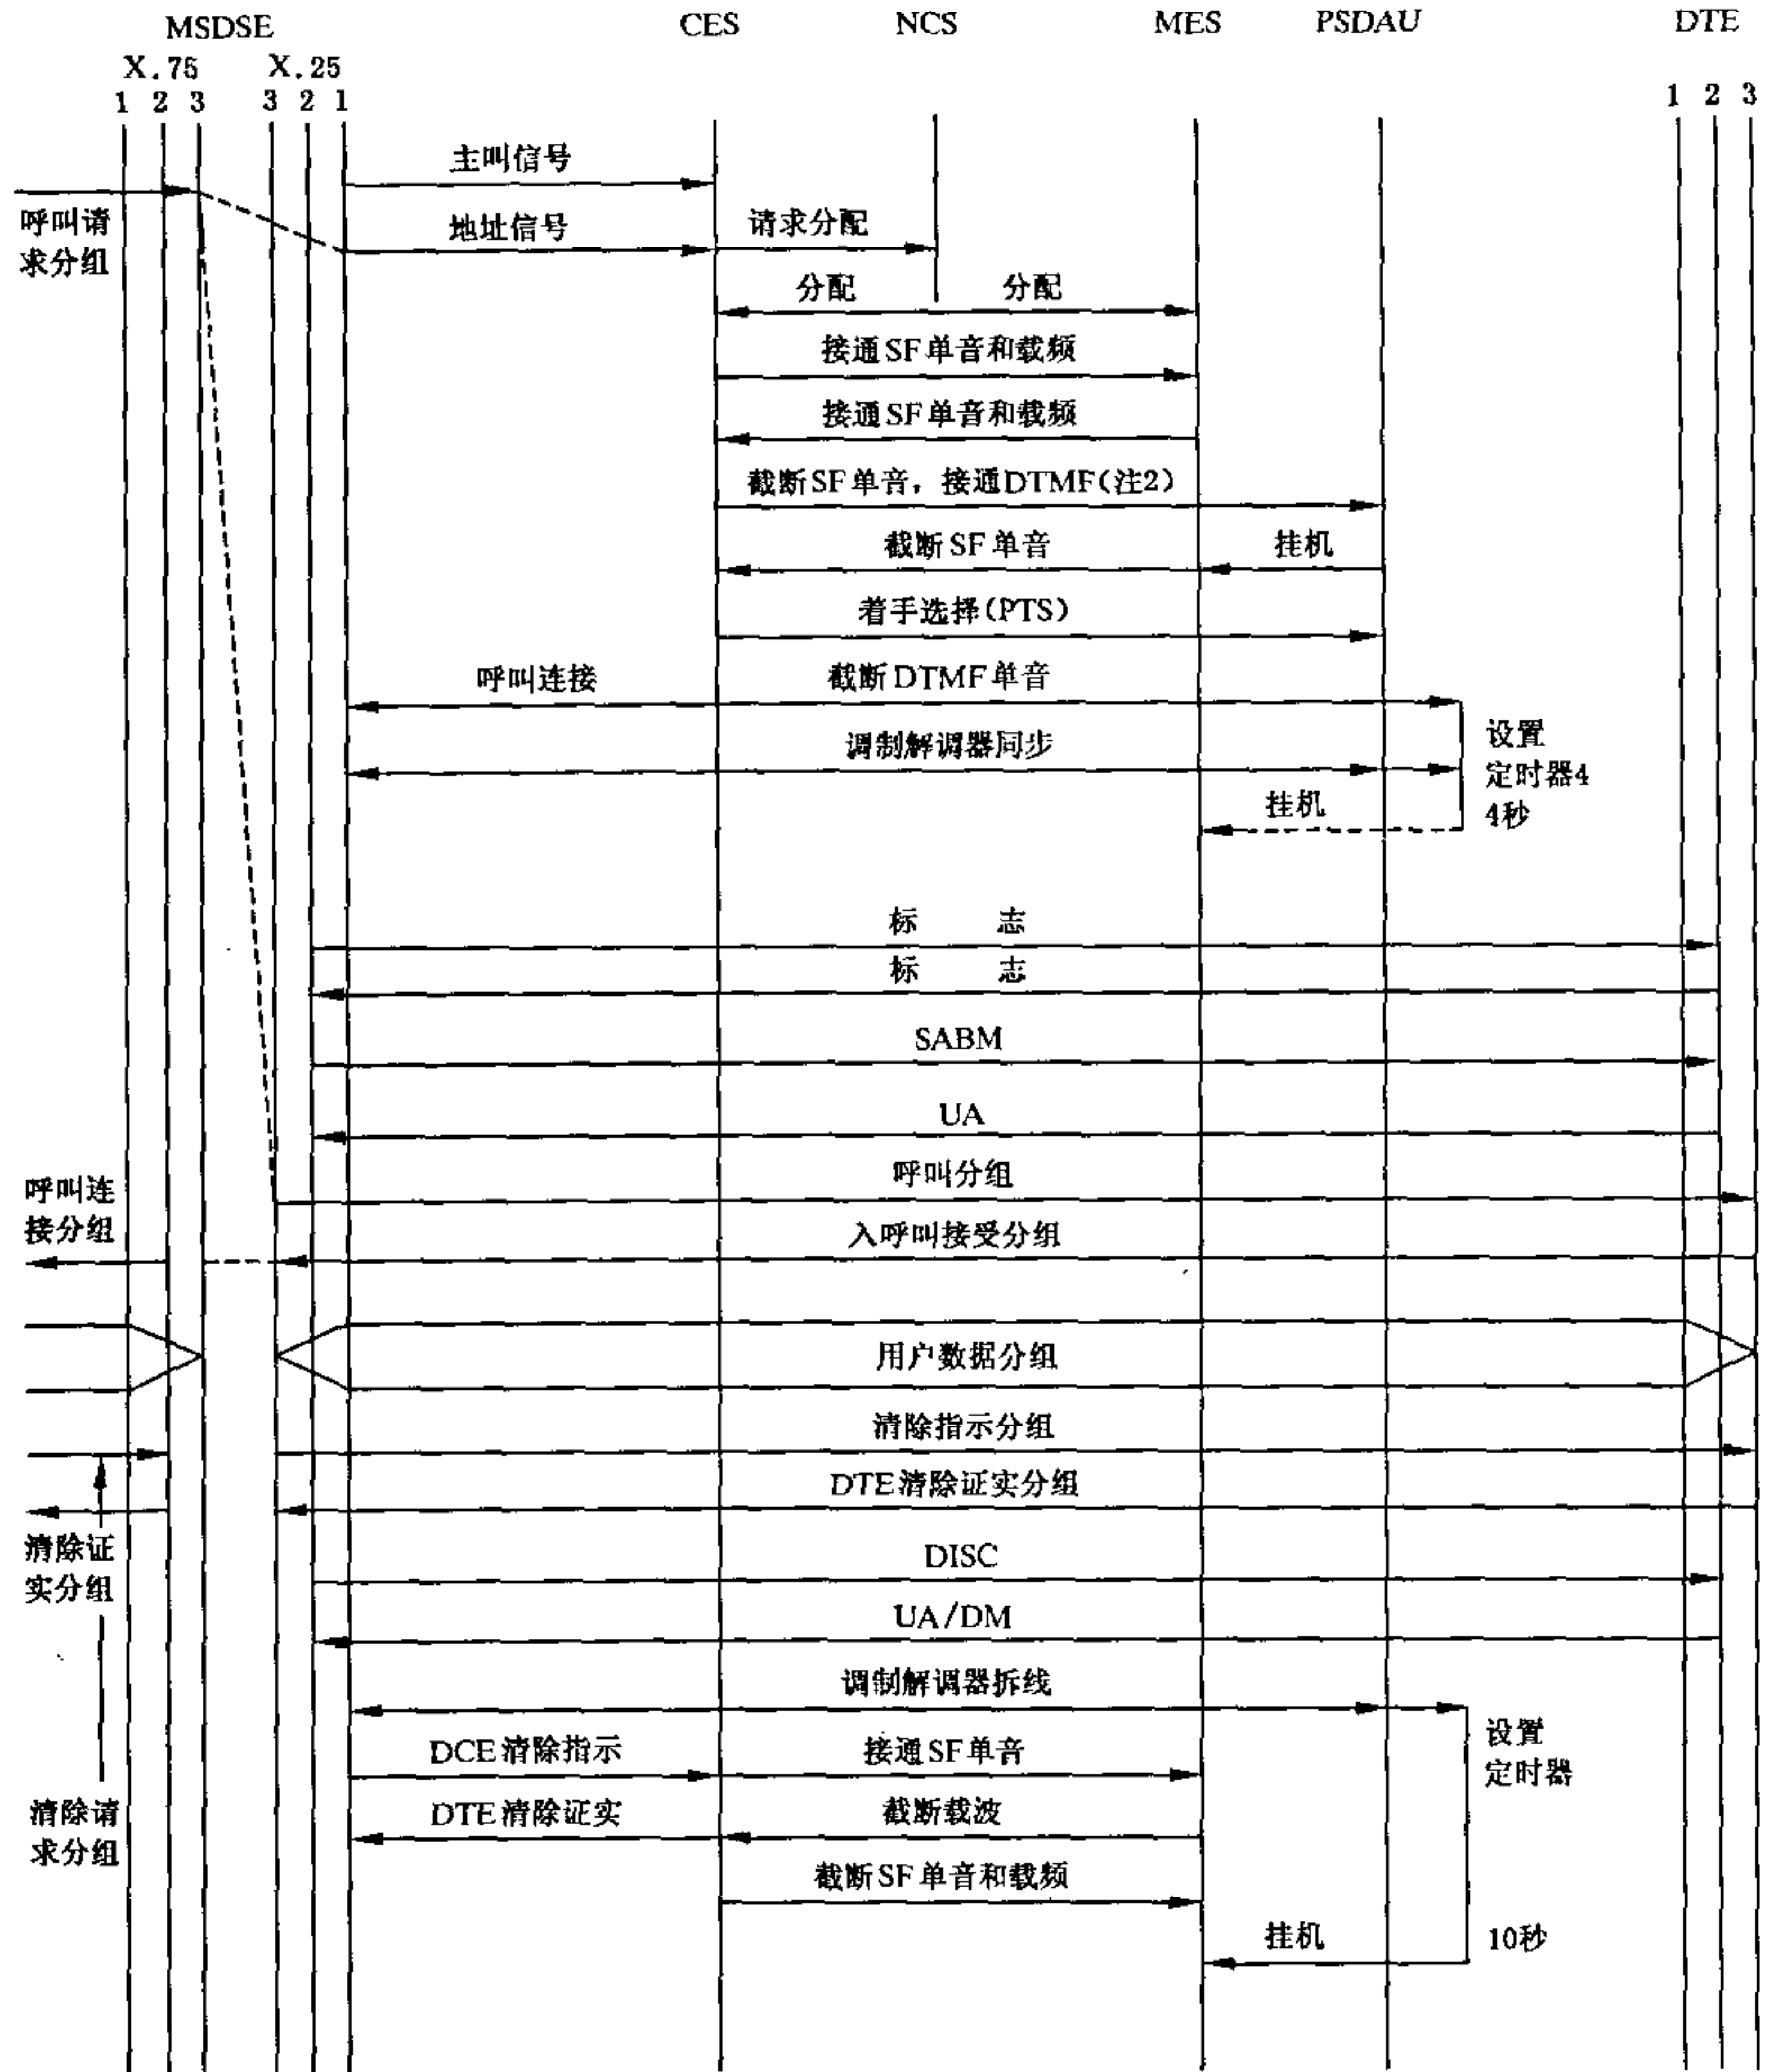 MSDSE CES NCS MES PSDAU DTE
X.75 X.25
1 2 3 3 2 1 1 2 3
主叫信号
呼叫请
求分组
地址信号 请求分配
分配 分配
接通SF单音和载频
接通SF单音和载频
截断SF单音，接通DTMF(注2)
截断SF单音 挂机
着手选择(PTS)
呼叫连接 截断DTMF单音
调制解调器同步
设置
定时器4
4秒
挂机
标 志
标 志
SABM
UA
呼叫分组
呼叫连
接分组
入呼叫接受分组
用户数据分组
清除指示分组
DTE清除证实分组
清除证
实分组
DISC
UA/DM
调制解调器拆线
设置
定时器
DCE清除指示 接通SF单音
清除请
求分组
DTE清除证实 截断载波
截断SF单音和载频
挂机 10秒